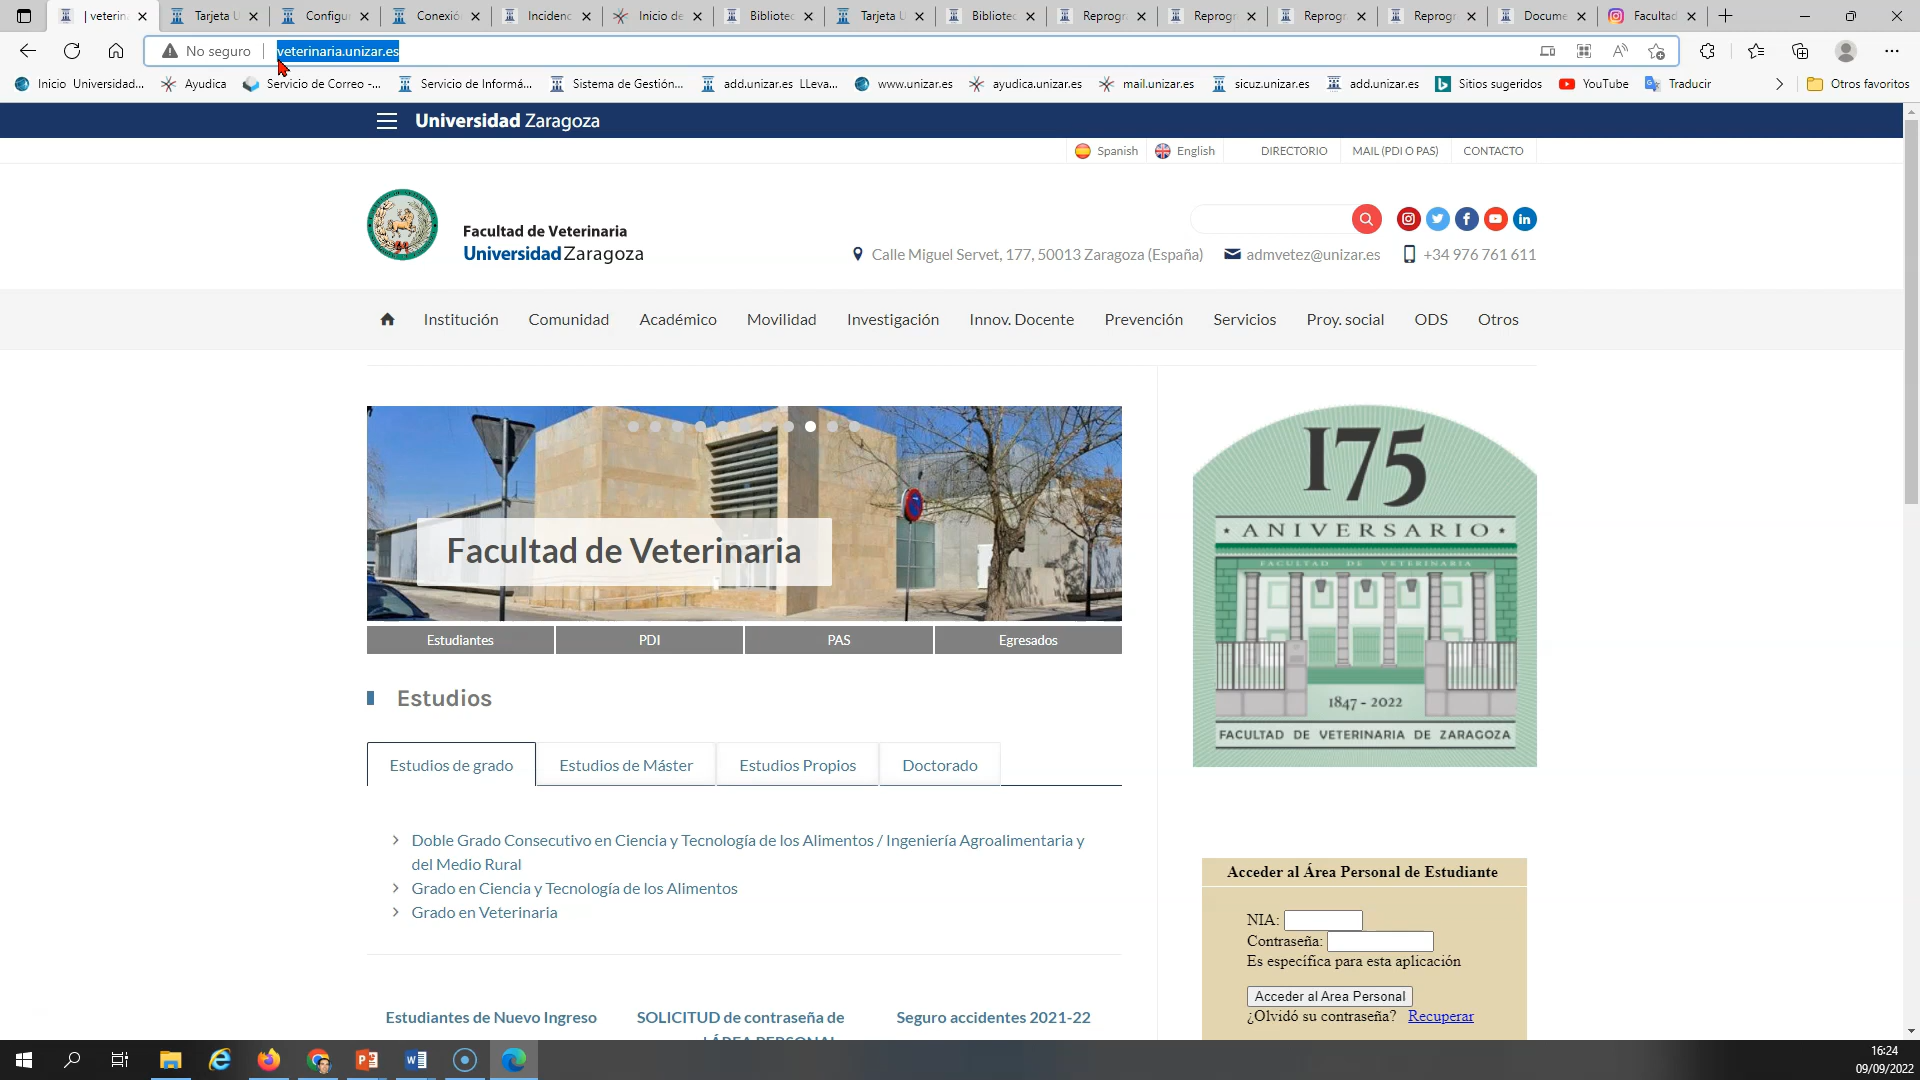 | veterin
Tarjeta U
Configur
Conexió
Incidenc
Inicio de
Bibliotec
Tarjeta U
Bibliotec
Reprogr
Reprogr
Reprogr
Reprogr
Docume
Facultad
No seguro
veterinaria.unizar.es
Inicio Universidad...
Ayudica
Servicio de Correo -...
Servicio de Informá...
Sistema de Gestión...
add.unizar.es LLeva...
www.unizar.es
ayudica.unizar.es
mail.unizar.es
sicuz.unizar.es
add.unizar.es
Sitios sugeridos
YouTube
Traducir
Otros favoritos
Universidad Zaragoza
Spanish
English
DIRECTORIO
MAIL (PDI O PAS)
CONTACTO
Facultad de Veterinaria
Universidad Zaragoza
Calle Miguel Servet, 177, 50013 Zaragoza (España)
admvetez@unizar.es
+34 976 761 611
Institución
Comunidad
Académico
Movilidad
Investigación
Innov. Docente
Prevención
Servicios
Proy. social
ODS
Otros
Facultad de Veterinaria
Estudiantes
PDI
PAS
Egresados
175
• ANIVERSARIO •
FACULTAD DE VETERINARIA
1847 - 2022
FACULTAD DE VETERINARIA DE ZARAGOZA
Estudios
Estudios de grado
Estudios de Máster
Estudios Propios
Doctorado
Doble Grado Consecutivo en Ciencia y Tecnología de los Alimentos / Ingeniería Agroalimentaria y
del Medio Rural
Grado en Ciencia y Tecnología de los Alimentos
Grado en Veterinaria
Acceder al Área Personal de Estudiante
NIA:
Contraseña:
Es específica para esta aplicación
Acceder al Area Personal
¿Olvidó su contraseña? Recuperar
Estudiantes de Nuevo Ingreso
SOLICITUD de contraseña de
ÁREA PERSONAL
Seguro accidentes 2021-22
16:24
09/09/2022